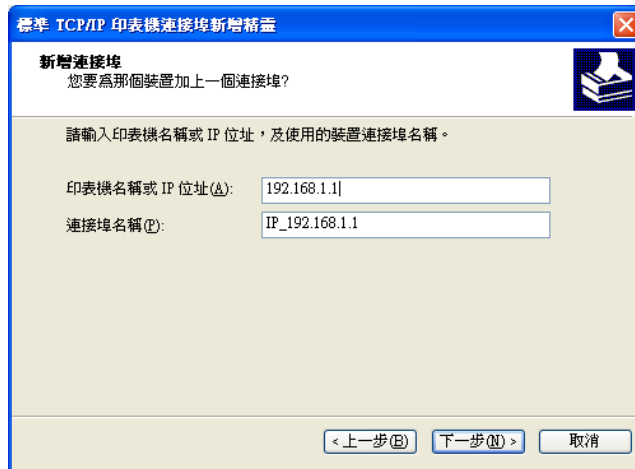 標準 TCP/IP 印表機連接埠新增精靈
新增連接埠
您要為那個裝置加上一個連接埠?
請輸入印表機名稱或 IP 位址，及使用的裝置連接埠名稱。
印表機名稱或 IP 位址(A): 192.168.1.1
連接埠名稱(P): IP_192.168.1.1
< 上一步(B) 下一步(N) > 取消